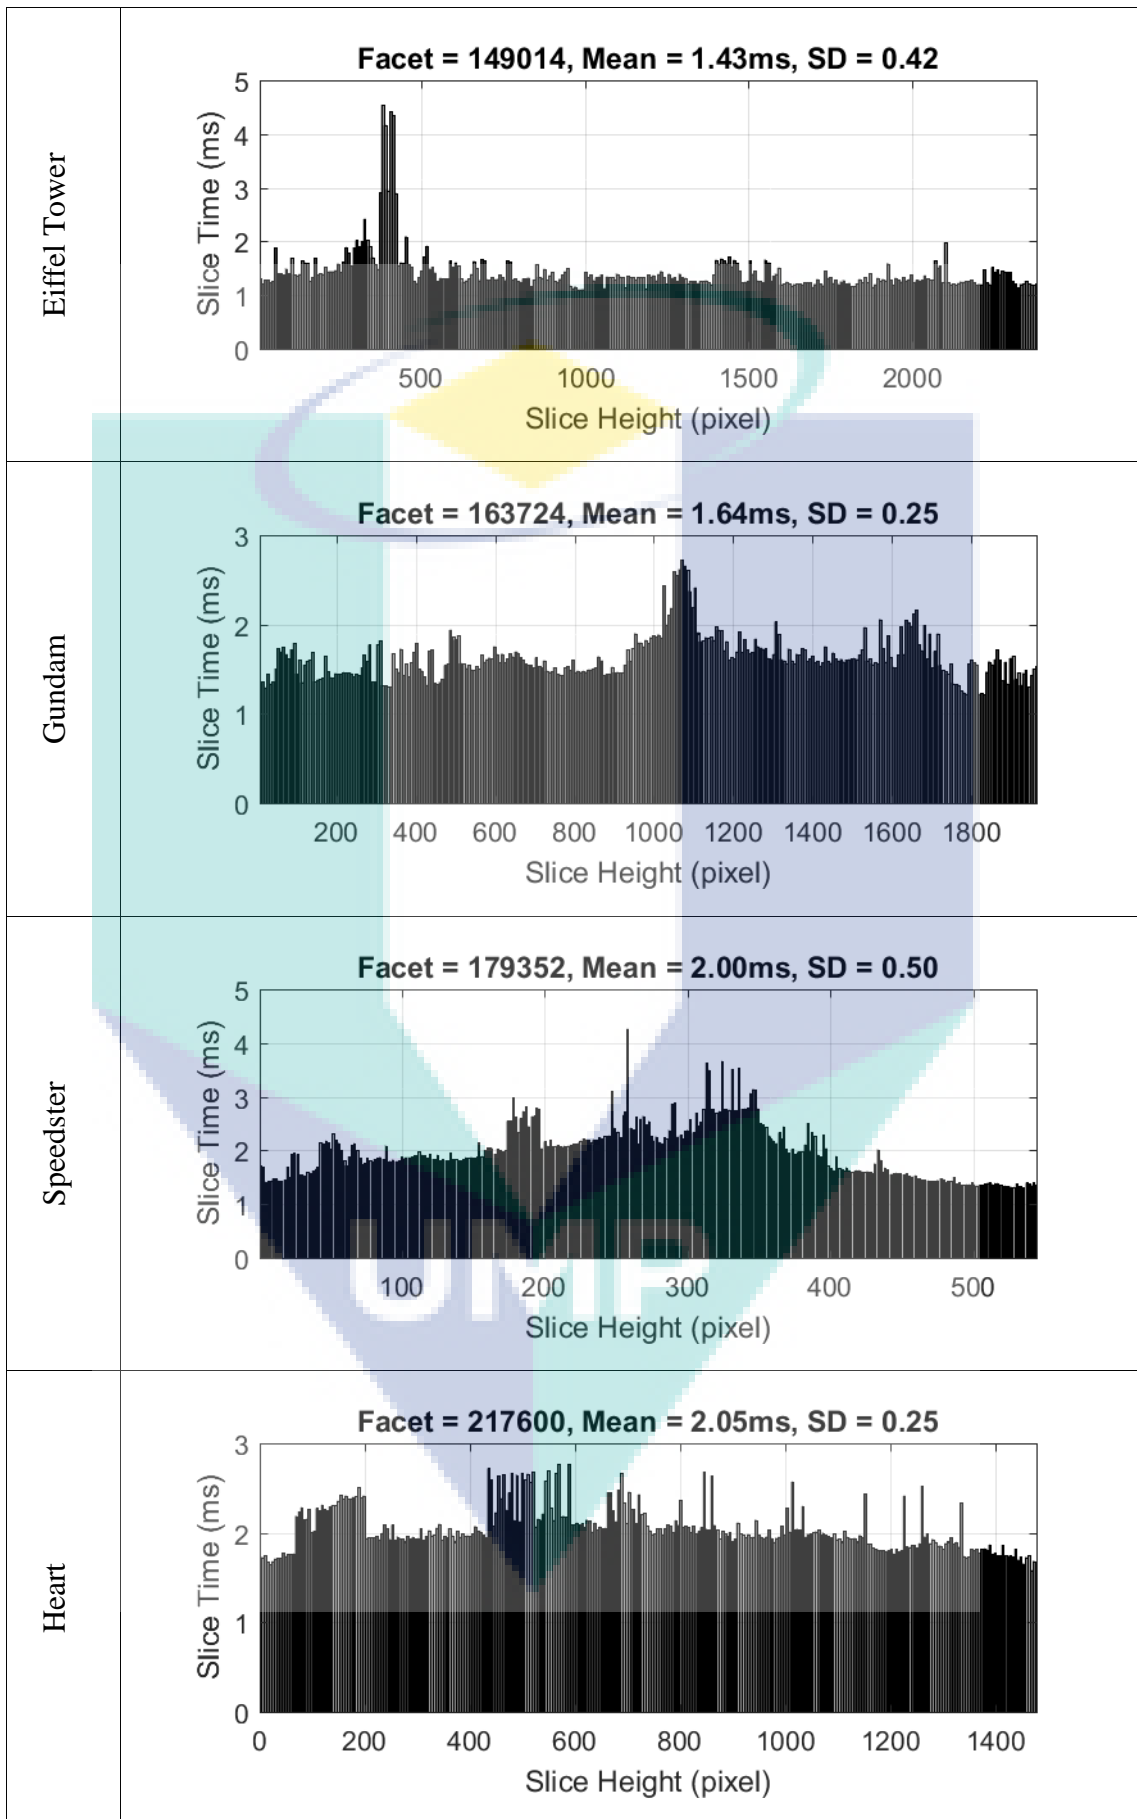 Eiffel Tower
Facet = 149014, Mean = 1.43ms, SD = 0.42
Slice Time (ms)
5
4
3
2
1
0
500 1000 1500 2000
Slice Height (pixel)
Gundam
Facet = 163724, Mean = 1.64ms, SD = 0.25
Slice Time (ms)
3
2
1
0
200 400 600 800 1000 1200 1400 1600 1800
Slice Height (pixel)
Speedster
Facet = 179352, Mean = 2.00ms, SD = 0.50
Slice Time (ms)
5
4
3
2
1
0
UMP
100 200 300 400 500
Slice Height (pixel)
Heart
Facet = 217600, Mean = 2.05ms, SD = 0.25
Slice Time (ms)
3
2
1
0
0 200 400 600 800 1000 1200 1400
Slice Height (pixel)